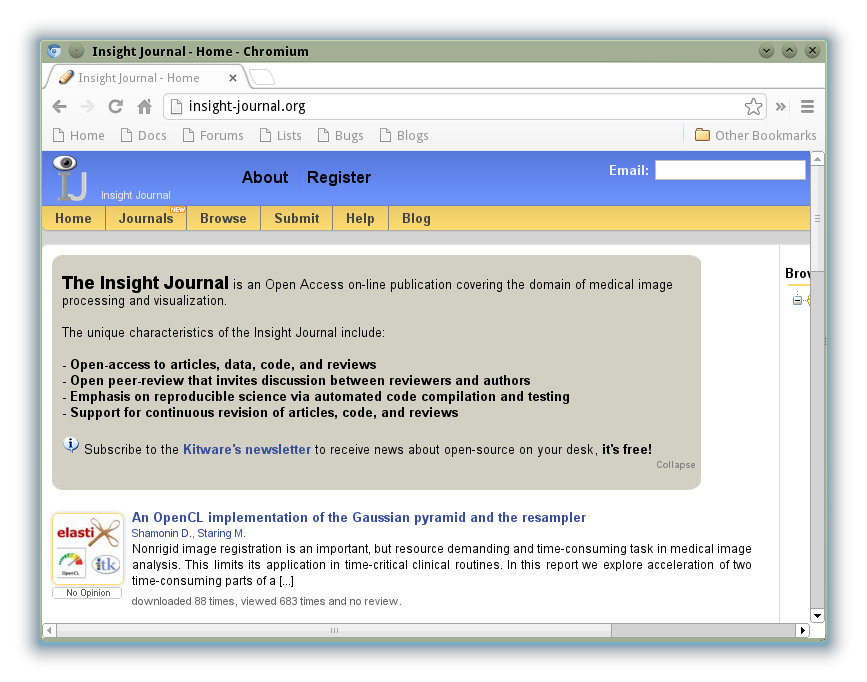 Insight Journal - Home - Chromium
Insight Journal - Home
insight-journal.org
Home Docs Forums Lists Bugs Blogs Other Bookmarks
IJ Insight Journal About Register Email:
Home Journals NEW Browse Submit Help Blog
The Insight Journal is an Open Access on-line publication covering the domain of medical image
processing and visualization.
The unique characteristics of the Insight Journal include:
- Open-access to articles, data, code, and reviews
- Open peer-review that invites discussion between reviewers and authors
- Emphasis on reproducible science via automated code compilation and testing
- Support for continuous revision of articles, code, and reviews
i Subscribe to the Kitware's newsletter to receive news about open-source on your desk, it's free!
Collapse
Brow
elastix
OpenCL itk
No Opinion
An OpenCL implementation of the Gaussian pyramid and the resampler
Shamonin D., Staring M.
Nonrigid image registration is an important, but resource demanding and time-consuming task in medical image
analysis. This limits its application in time-critical clinical routines. In this report we explore acceleration of two
time-consuming parts of a [...]
downloaded 88 times, viewed 683 times and no review.